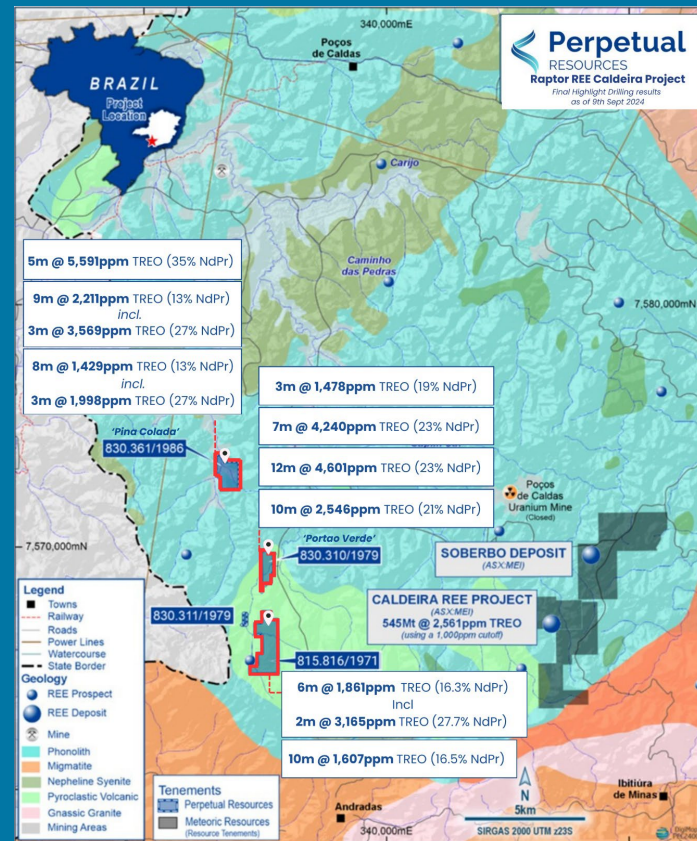 340,000mE
Poços
de Caldas
Perpetual
RESOURCES
Raptor REE Caldeira Project
Final Highlight Drilling results
as of 9th Sept 2024
BRAZIL
Project
Location
Carijo
Caminho
das Pedras
7,580,000mN
5m @ 5,591ppm TREO (35% NdPr)
9m @ 2,211ppm TREO (13% NdPr)
incl.
3m @ 3,569ppm TREO (27% NdPr)
8m @ 1,429ppm TREO (13% NdPr)
incl.
3m @ 1,998ppm TREO (27% NdPr)
3m @ 1,478ppm TREO (19% NdPr)
7m @ 4,240ppm TREO (23% NdPr)
12m @ 4,601ppm TREO (23% NdPr)
10m @ 2,546ppm TREO (21% NdPr)
'Pina Colada'
830.361/1986
Poços
de Caldas
Uranium Mine
(Closed)
'Portao Verde'
830.310/1979
7,570,000mN
SOBERBO DEPOSIT
(ASX:MEI)
CALDEIRA REE PROJECT
(ASX:MEI)
545Mt @ 2,561ppm TREO
(using a 1,000ppm cutoff)
830.311/1979
815.816/1971
6m @ 1,861ppm TREO (16.3% NdPr)
Incl
2m @ 3,165ppm TREO (27.7% NdPr)
10m @ 1,607ppm TREO (16.5% NdPr)
Legend
Towns
Railway
Roads
Power Lines
Watercourse
State Border
Geology
REE Prospect
REE Deposit
Mine
Phonolith
Migmatite
Nepheline Syenite
Pyroclastic Volcanic
Gnassic Granite
Mining Areas
Tenements
Perpetual Resources
Meteoric Resources
(Resource Tenements)
N
5km
SIRGAS 2000 UTM z23S
Ibitiúra
de Minas
Andradas
340,000mE